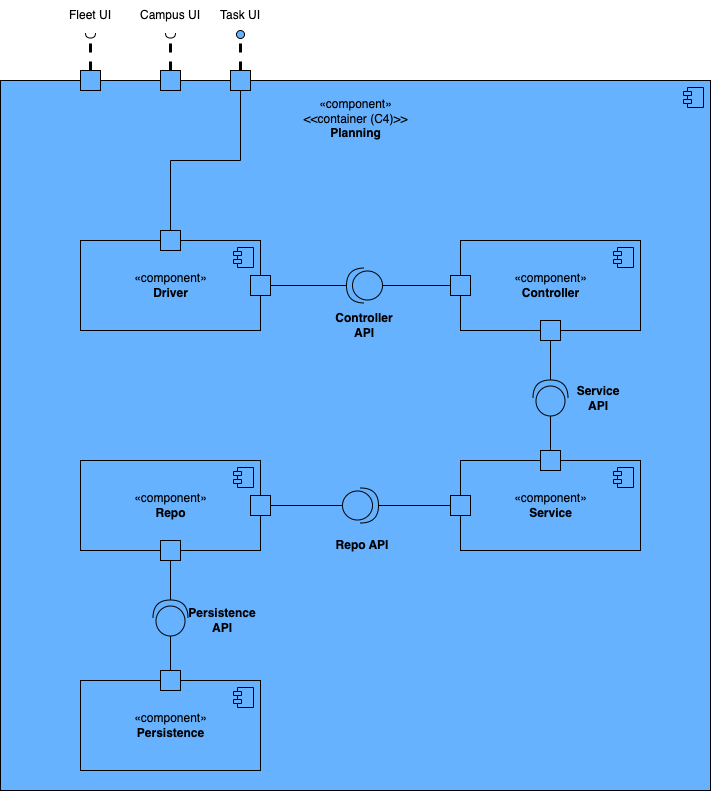 Fleet UI
Campus UI
Task UI
«component»
<<container (C4)>>
Planning
«component»
Driver
Controller
API
«component»
Controller
Service
API
«component»
Repo
Repo API
«component»
Service
Persistence
API
«component»
Persistence